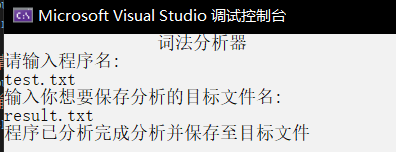 Microsoft Visual Studio 调试控制台
词法分析器
请输入程序名:
test.txt
输入你想要保存分析的目标文件名:
result.txt
程序已分析完成分析并保存至目标文件